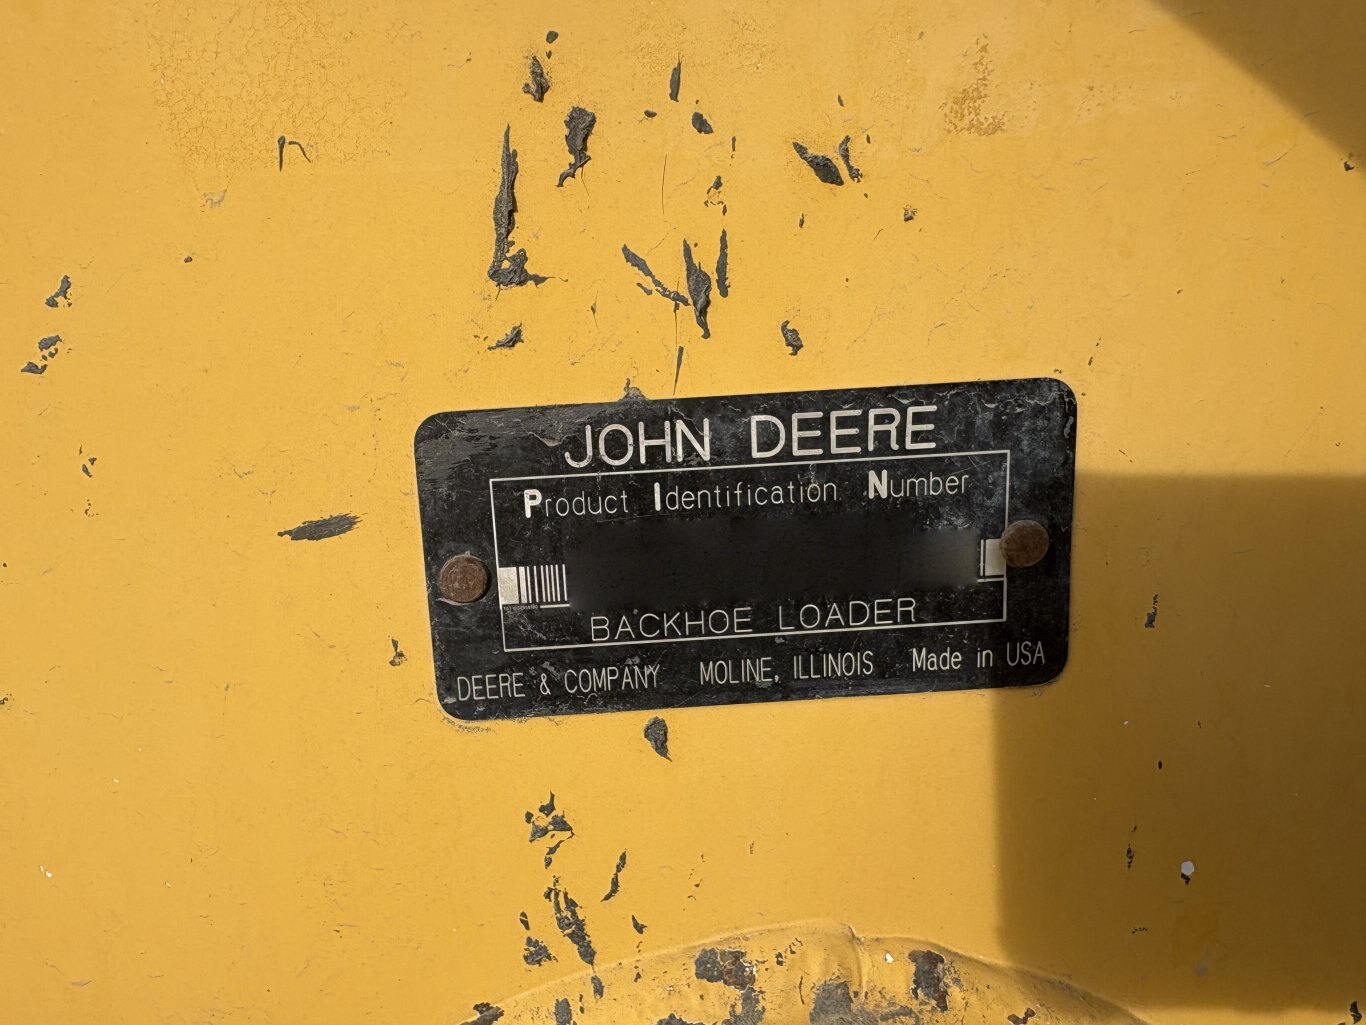 JOHN DEERE
Product Identification Number
BACKHOE LOADER
DEERE & COMPANY MOLINE, ILLINOIS Made in USA